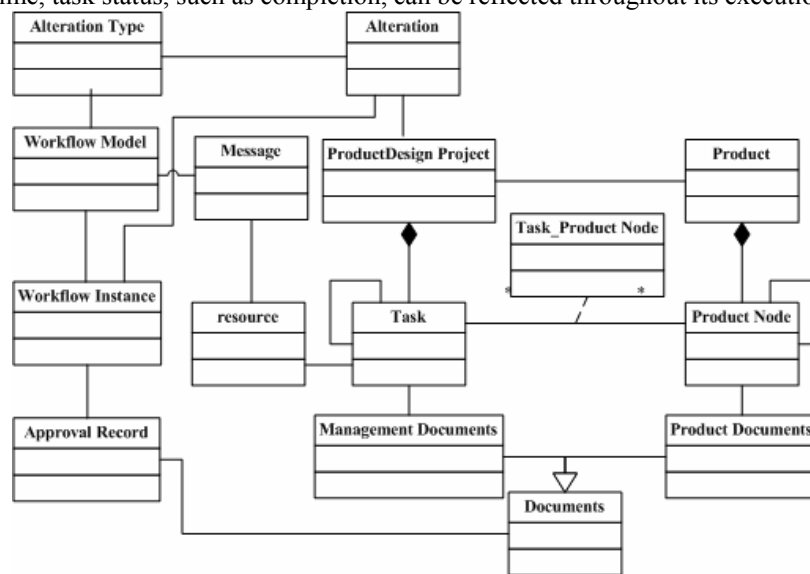 time, task status, such as completion, can be reflected throughout its execution
Alteration Type
Alteration
Workflow Model
Message
ProductDesign Project
Product
Task_Product Node
* *
Workflow Instance
resource
Task
Product Node
Approval Record
Management Documents
Product Documents
Documents